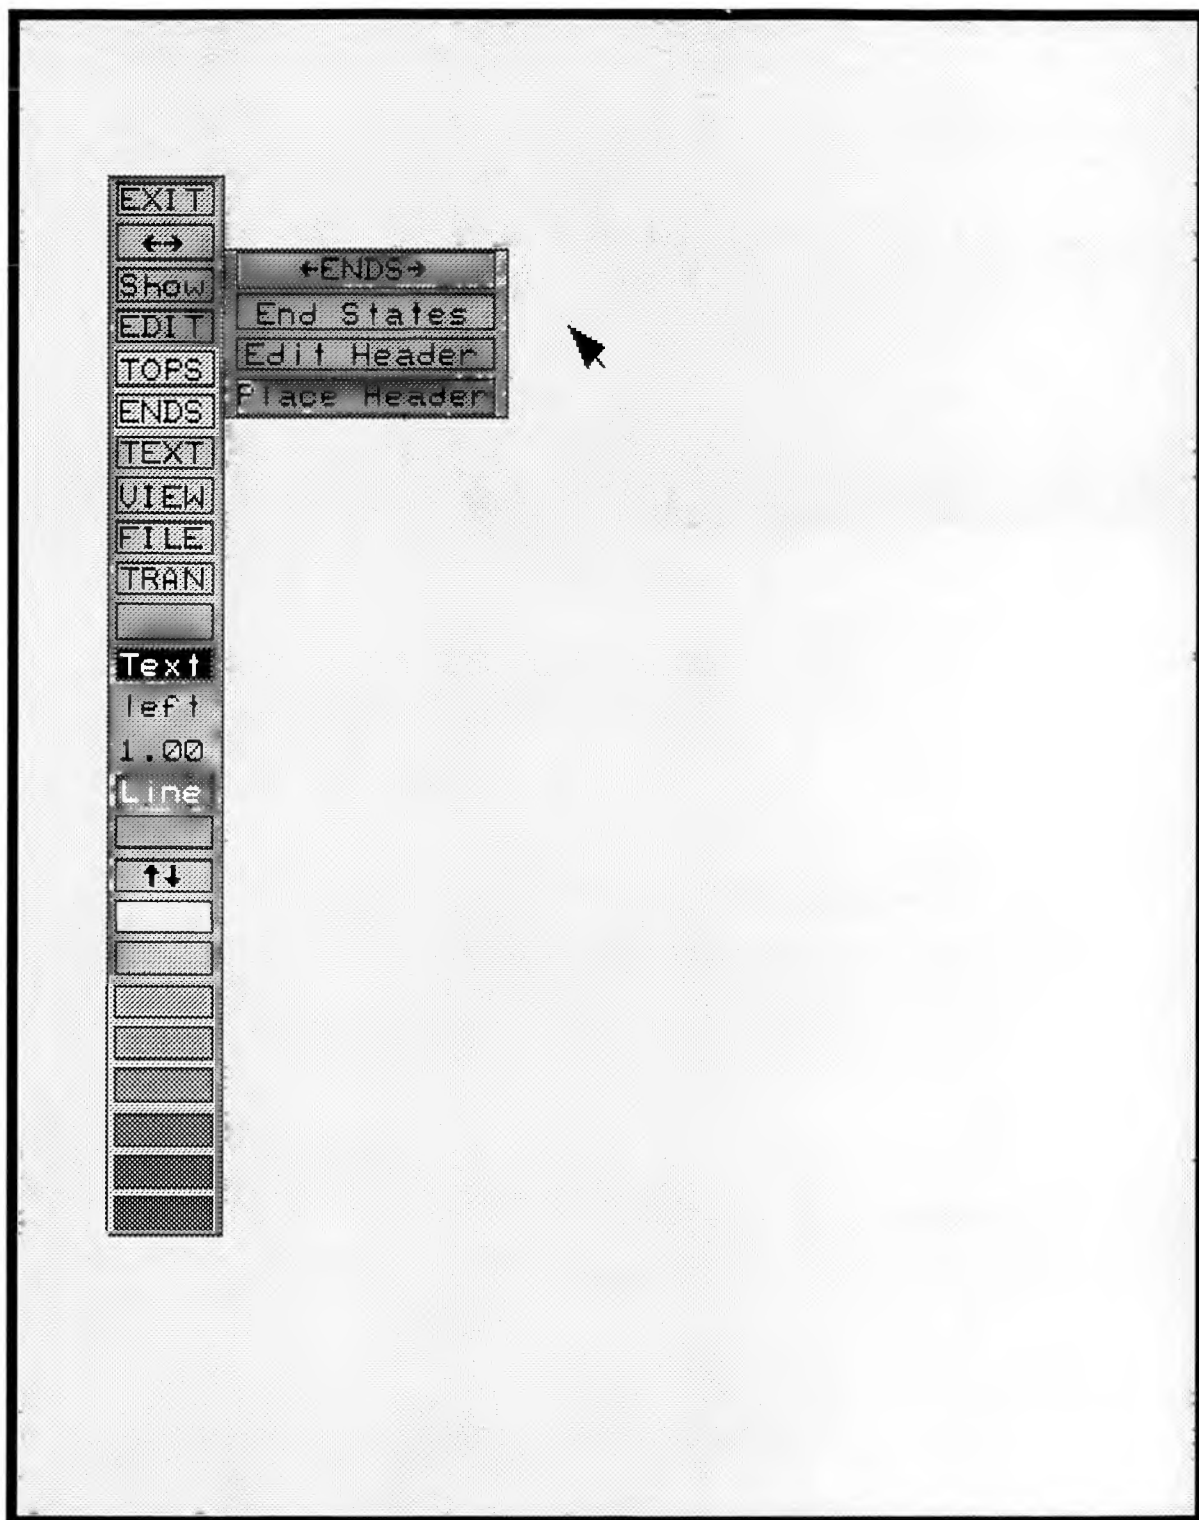 EXIT
←→
Show
EDIT
TOPS
ENDS
TEXT
VIEW
FILE
TRAN
Text
left
1.00
Line
↑↓
←ENDS→
End States
Edit Header
Place Header